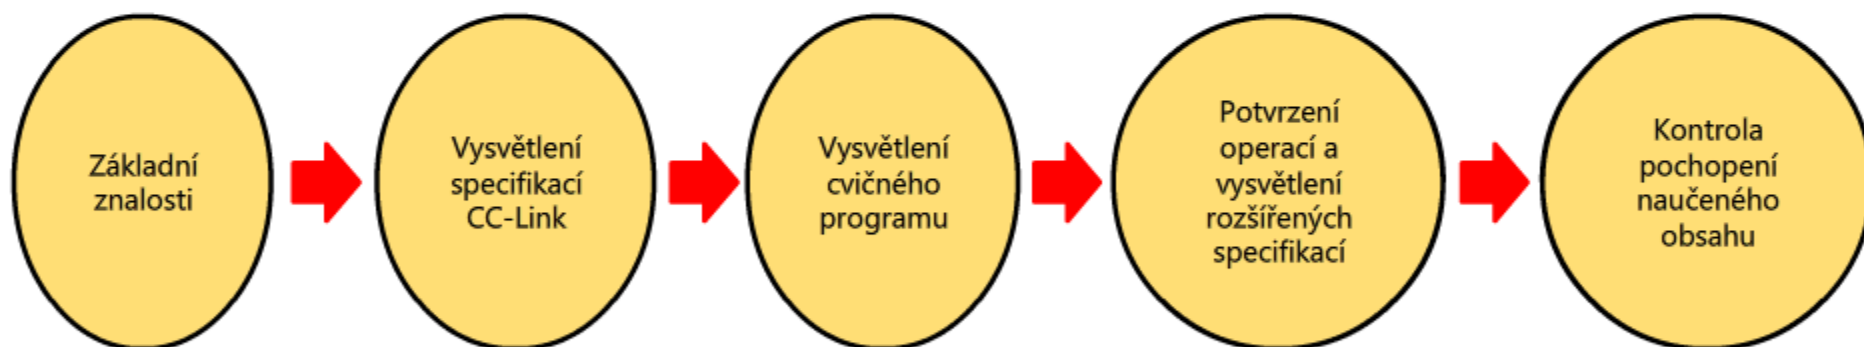 Základní
znalosti
Vysvětlení
specifikací
CC-Link
Vysvětlení
cvičného
programu
Potvrzení
operací a
vysvětlení
rozšířených
specifikací
Kontrola
pochopení
naučeného
obsahu